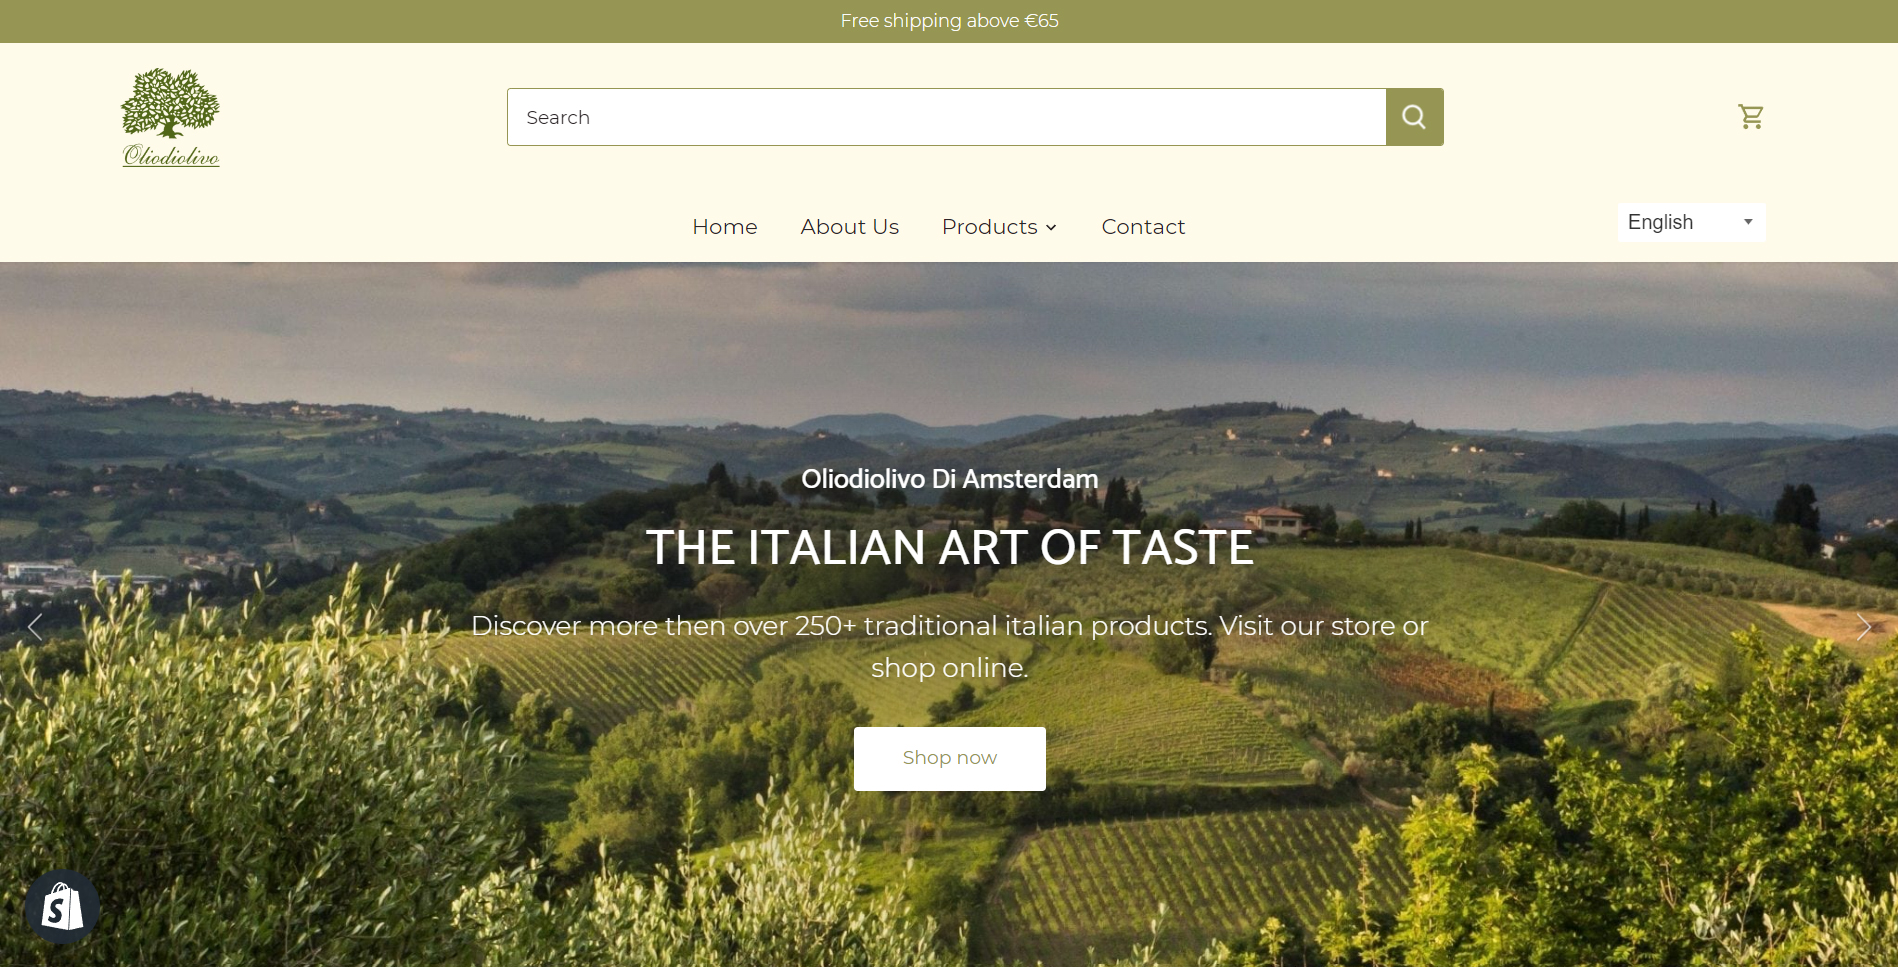 Free shipping above €65
Oliodiolivo
Search
Home About Us Products Contact
English
Oliodiolivo Di Amsterdam
THE ITALIAN ART OF TASTE
Discover more then over 250+ traditional italian products. Visit our store or
shop online.
Shop now
S